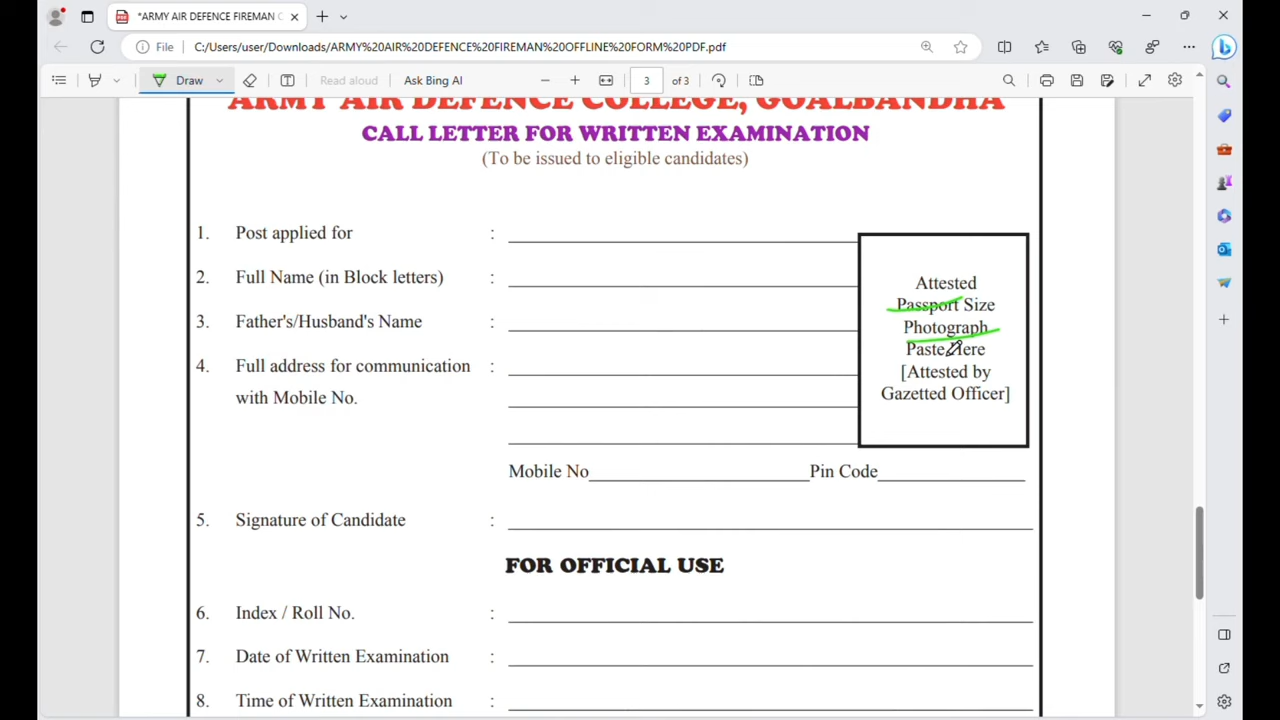 *ARMY AIR DEFENCE FIREMAN
File C:/Users/user/Downloads/ARMY%20AIR%20DEFENCE%20FIREMAN%20OFFLINE%20FORM%20PDF.pdf
Draw Read aloud Ask Bing AI 3 of 3
ARMY AIR DEFENCE COLLEGE, GOALBANDHA
CALL LETTER FOR WRITTEN EXAMINATION
(To be issued to eligible candidates)
1. Post applied for :
2. Full Name (in Block letters) :
3. Father's/Husband's Name :
4. Full address for communication :
with Mobile No.
Attested
Passport Size
Photograph
Paste Here
[Attested by
Gazetted Officer]
Mobile No Pin Code
5. Signature of Candidate :
FOR OFFICIAL USE
6. Index / Roll No. :
7. Date of Written Examination :
8. Time of Written Examination :